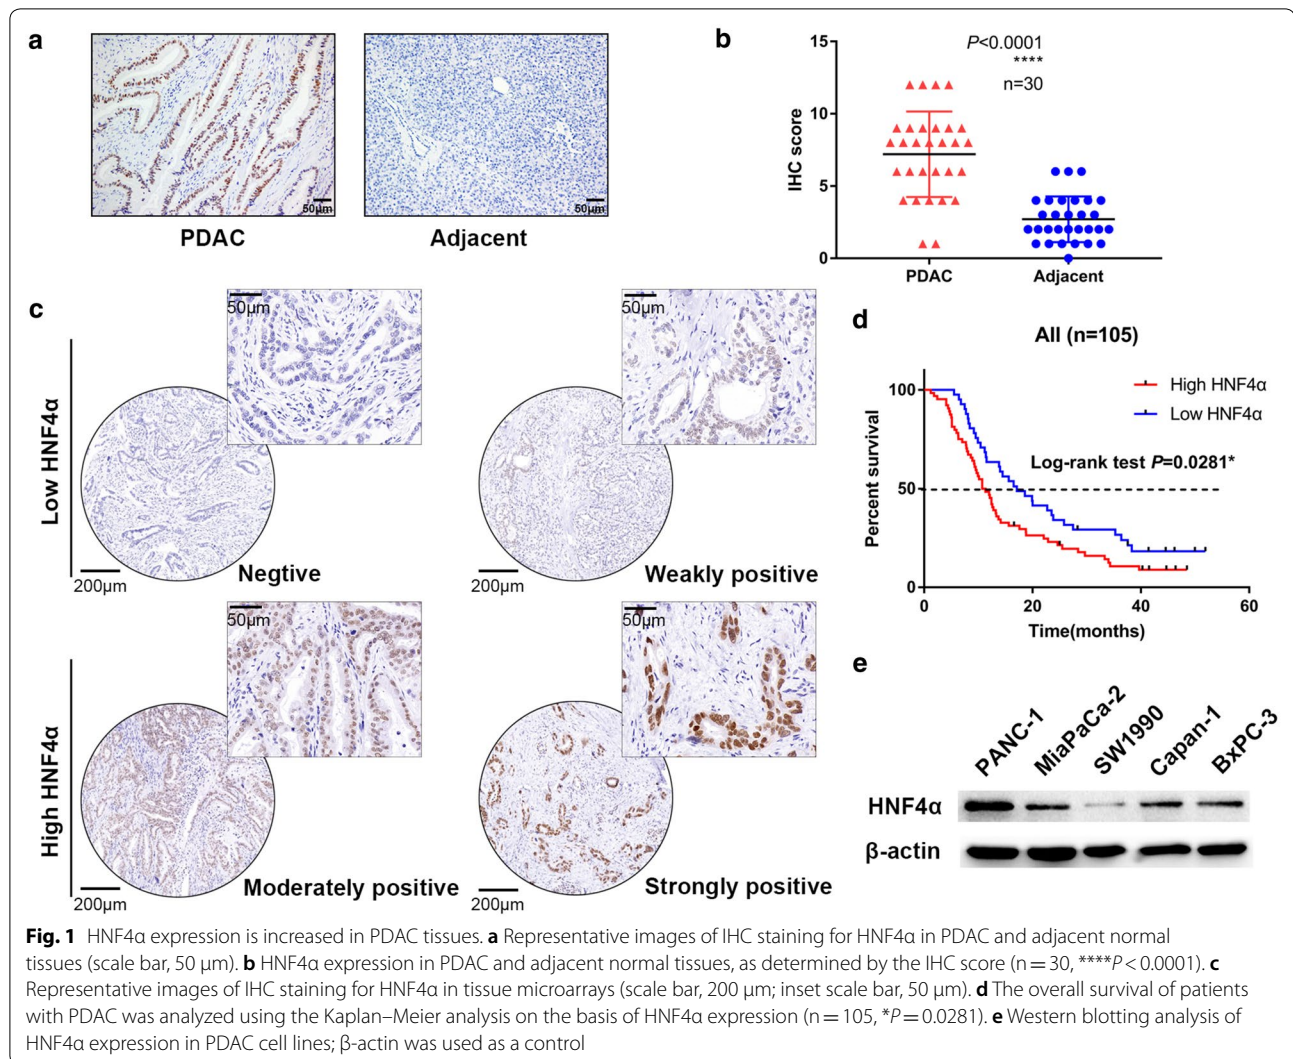 a
50µm
50µm
PDAC
Adjacent
b
P<0.0001
****
n=30
IHC score
15
10
5
0
PDAC
Adjacent
c
Low HNF4α
50µm
200µm
Negtive
50µm
200µm
Weakly positive
High HNF4α
50µm
200µm
Moderately positive
50µm
200µm
Strongly positive
d
All (n=105)
High HNF4α
Low HNF4α
Log-rank test P=0.0281*
Percent survival
100
50
0
0
20
40
60
Time(months)
e
PANC-1
MiaPaCa-2
SW1990
Capan-1
BxPC-3
HNF4α
β-actin
Fig. 1 HNF4α expression is increased in PDAC tissues. a Representative images of IHC staining for HNF4α in PDAC and adjacent normal
tissues (scale bar, 50 µm). b HNF4α expression in PDAC and adjacent normal tissues, as determined by the IHC score (n = 30, ****P < 0.0001). c
Representative images of IHC staining for HNF4α in tissue microarrays (scale bar, 200 µm; inset scale bar, 50 µm). d The overall survival of patients
with PDAC was analyzed using the Kaplan–Meier analysis on the basis of HNF4α expression (n = 105, *P = 0.0281). e Western blotting analysis of
HNF4α expression in PDAC cell lines; β-actin was used as a control